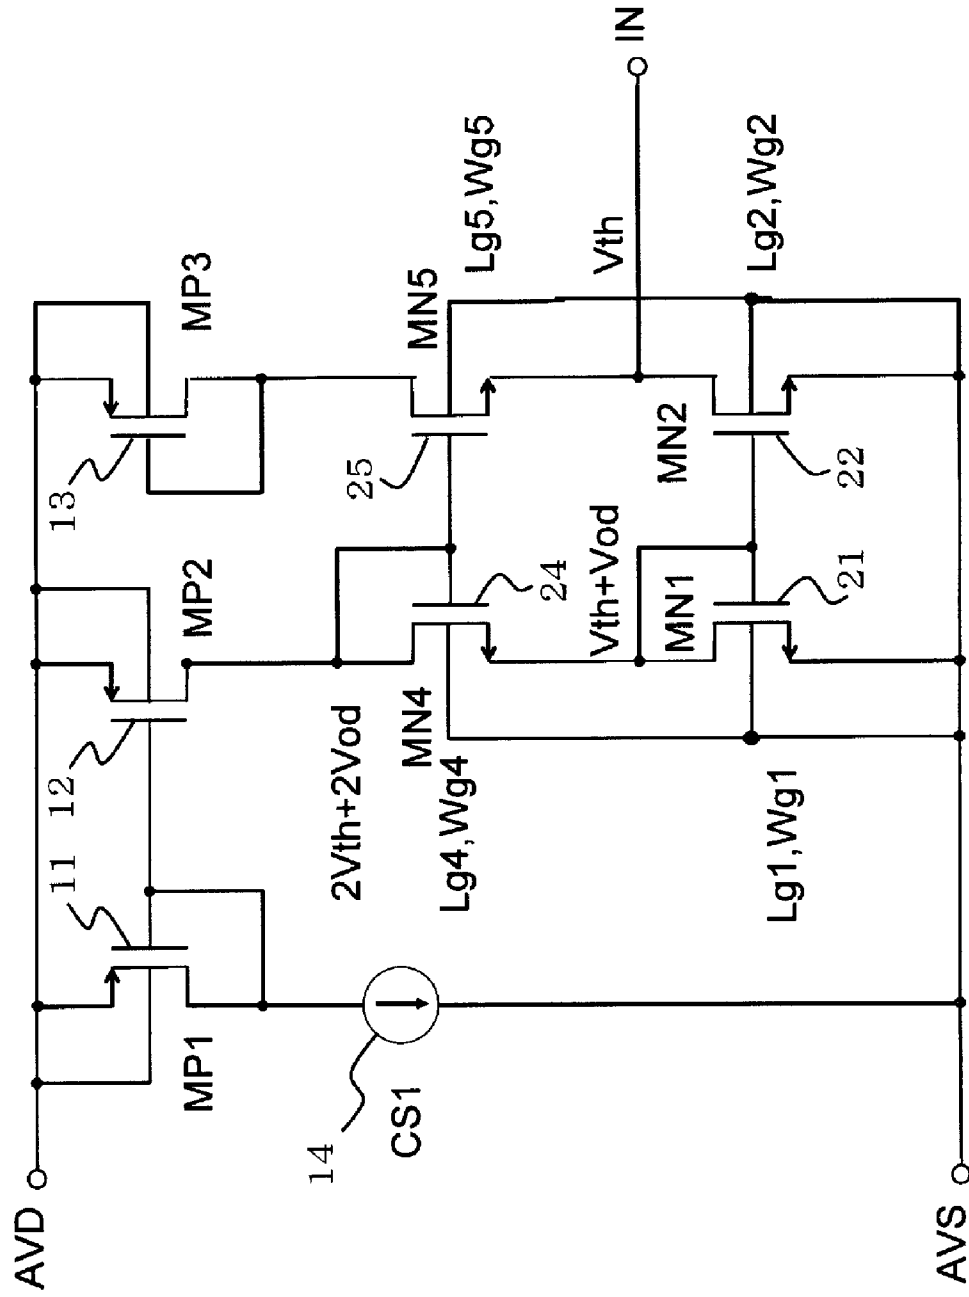 AVD
11
MP1
14
CS1
12
MP2
13
MP3
2Vth+2Vod
MN4
Lg4,Wg4
24
25
MN5
Lg5,Wg5
Vth+Vod
MN1
Lg1,Wg1
21
MN2
22
Vth
Lg2,Wg2
IN
AVS